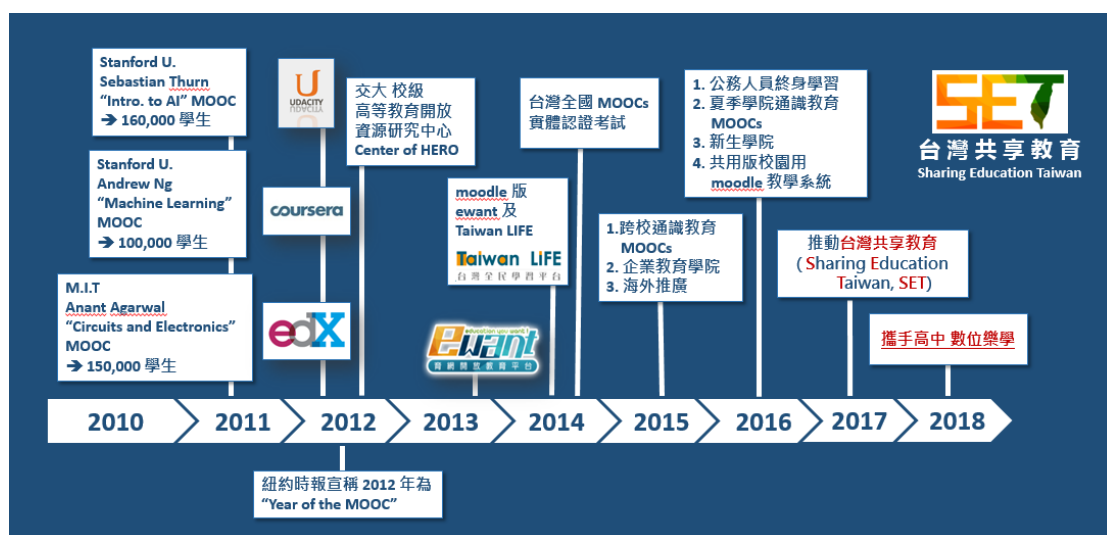 Stanford U.
Sebastian Thurn
“Intro. to AI” MOOC
➔ 160,000 學生
Stanford U.
Andrew Ng
“Machine Learning”
MOOC
➔ 100,000 學生
M.I.T
Anant Agarwal
“Circuits and Electronics”
MOOC
➔ 150,000 學生
U
UDACITY
coursera
edX
交大 校級
高等教育開放
資源研究中心
Center of HERO
education you want !
ewant
育網開放教育平台
moodle 版
ewant 及
Taiwan LIFE
Taiwan LiFE
台灣全民學習平台
台灣全國 MOOCs
實體認證考試
1.跨校通識教育
MOOCs
2. 企業教育學院
3. 海外推廣
1. 公務人員終身學習
2. 夏季學院通識教育
MOOCs
3. 新生學院
4. 共用版校園用
moodle 教學系統
推動台灣共享教育
( Sharing Education
Taiwan, SET)
攜手高中 數位樂學
SET
台灣共享教育
Sharing Education Taiwan
2010
2011
2012
2013
2014
2015
2016
2017
2018
紐約時報宣稱 2012 年為
“Year of the MOOC”